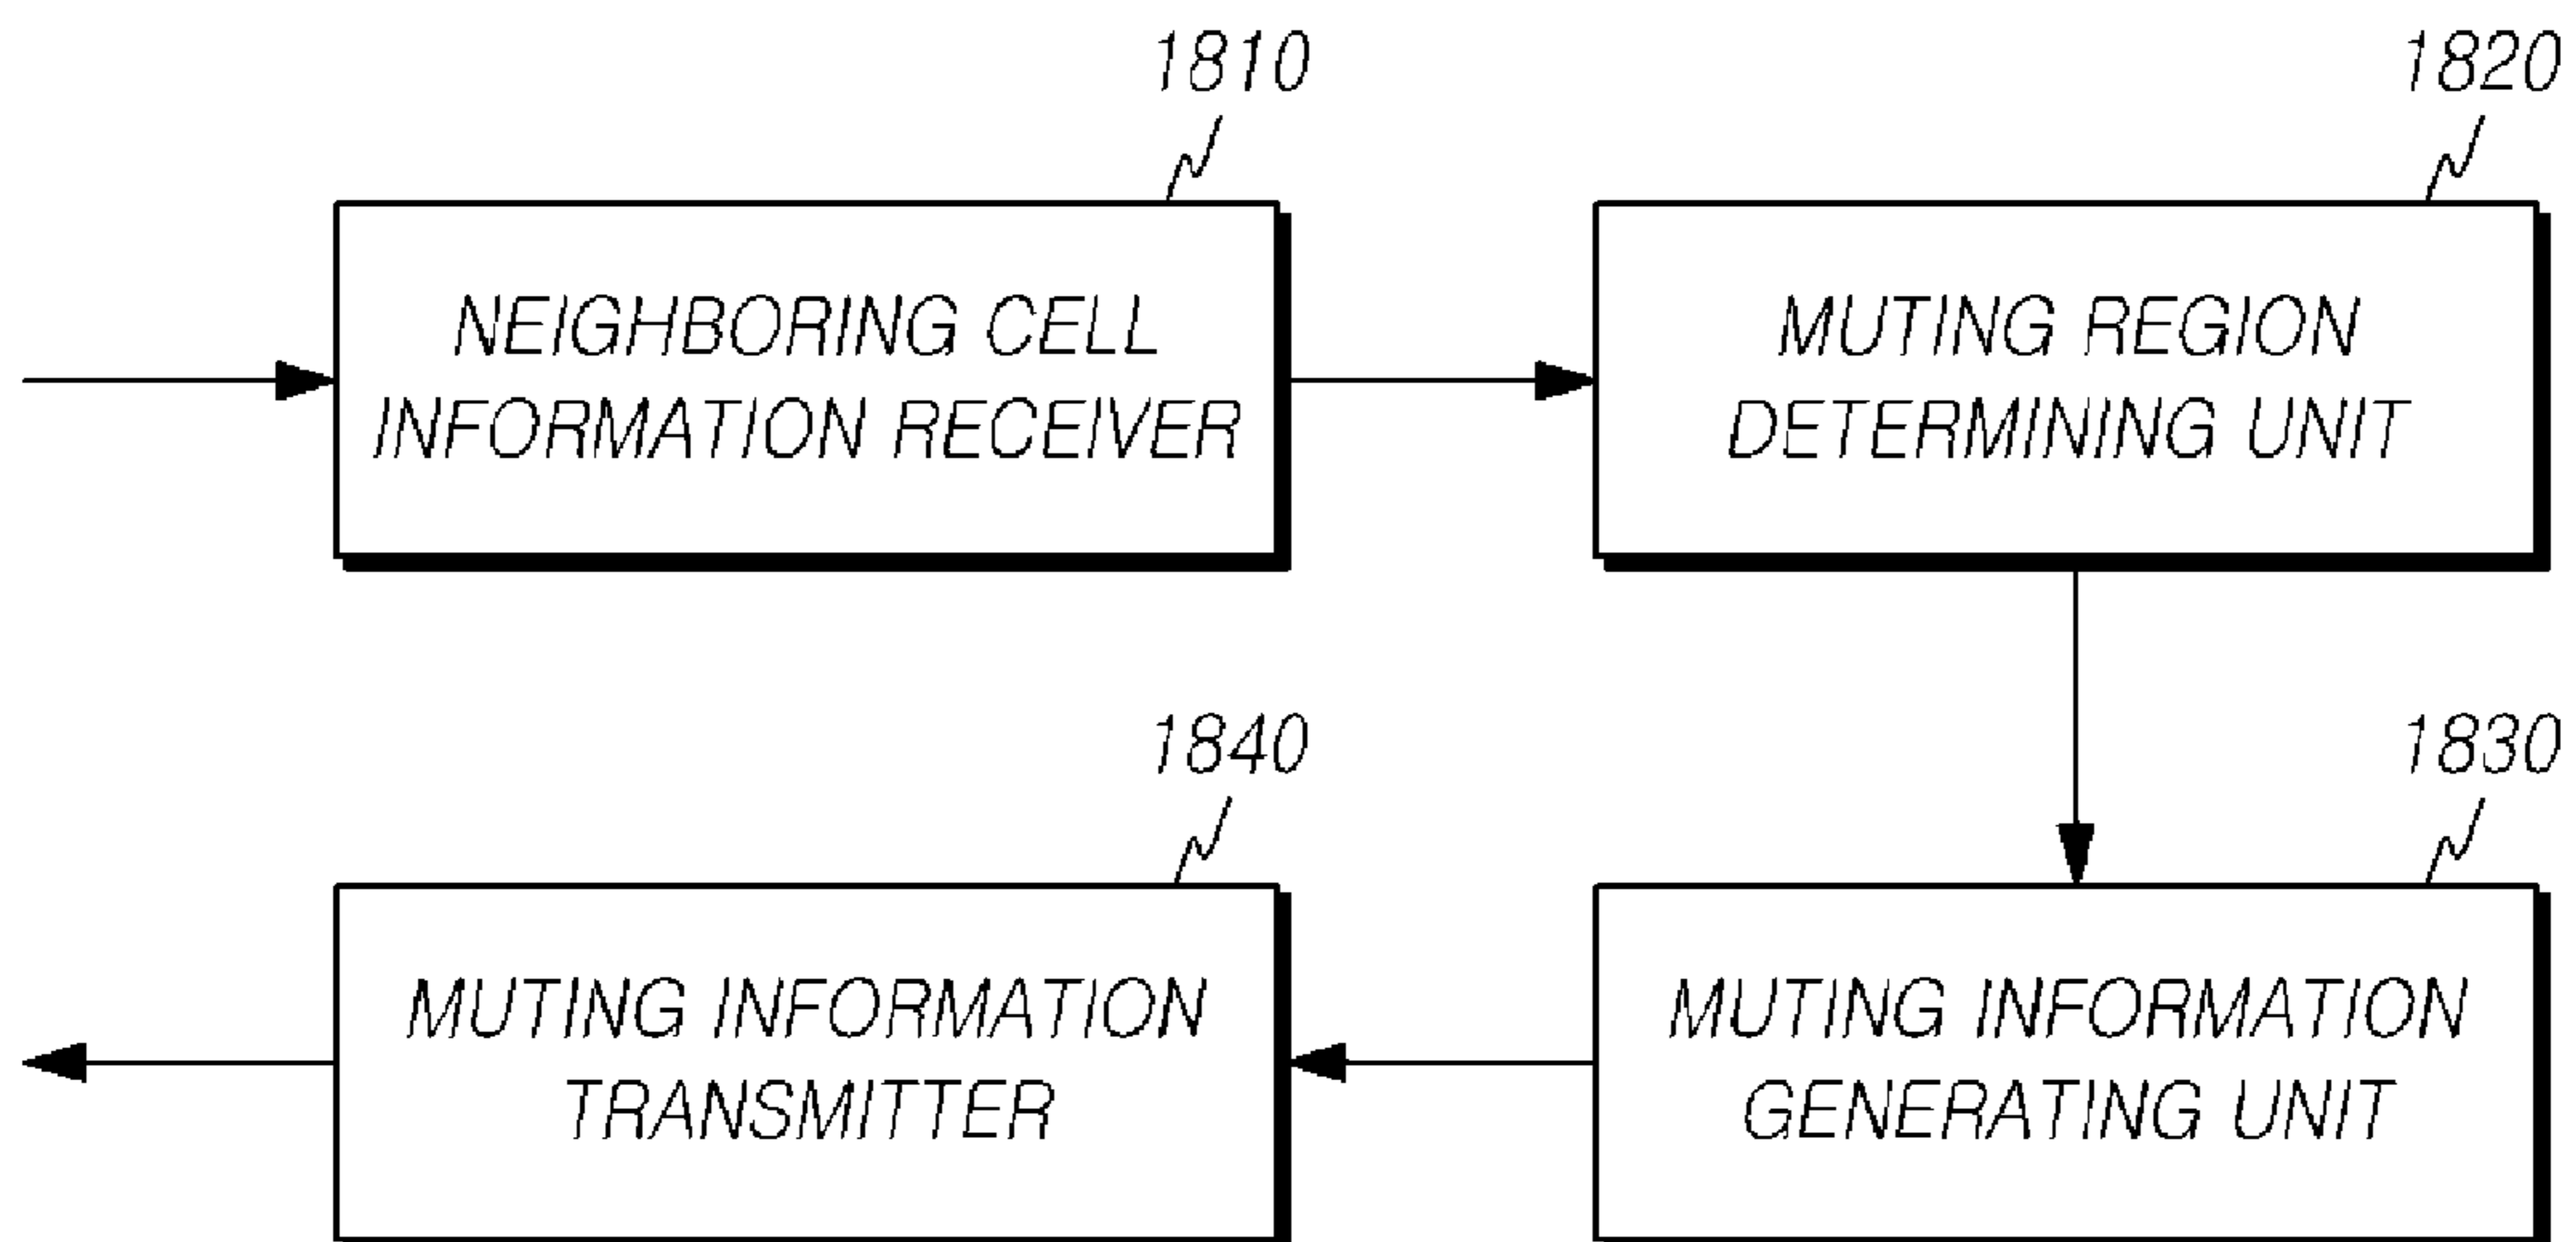 1810
1820
NEIGHBORING CELL
INFORMATION RECEIVER
MUTING REGION
DETERMINING UNIT
1840
1830
MUTING INFORMATION
TRANSMITTER
MUTING INFORMATION
GENERATING UNIT